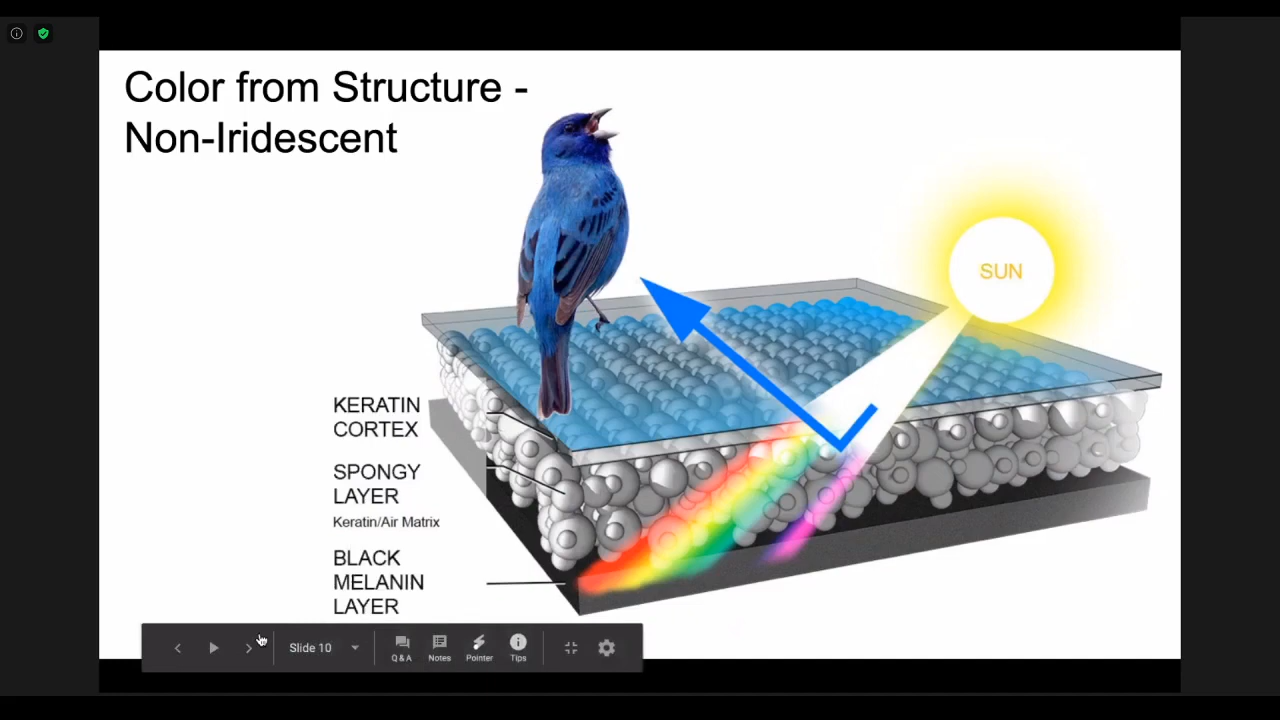 Color from Structure -
Non-Iridescent
SUN
KERATIN
CORTEX
SPONGY
LAYER
Keratin/Air Matrix
BLACK
MELANIN
LAYER
Slide 10
Q & A
Notes
Pointer
Tips